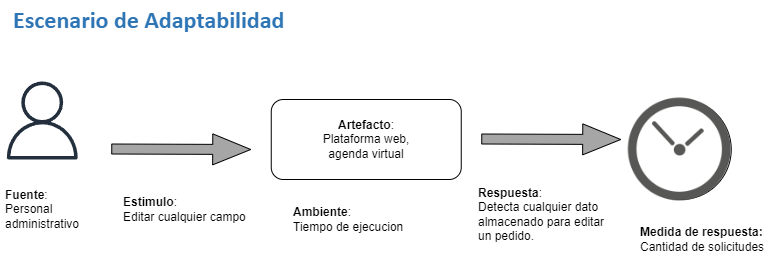 Escenario de Adaptabilidad
Fuente:
Personal
administrativo
Estimulo:
Editar cualquier campo
Artefacto:
Plataforma web,
agenda virtual
Ambiente:
Tiempo de ejecucion
Respuesta:
Detecta cualquier dato
almacenado para editar
un pedido.
Medida de respuesta:
Cantidad de solicitudes